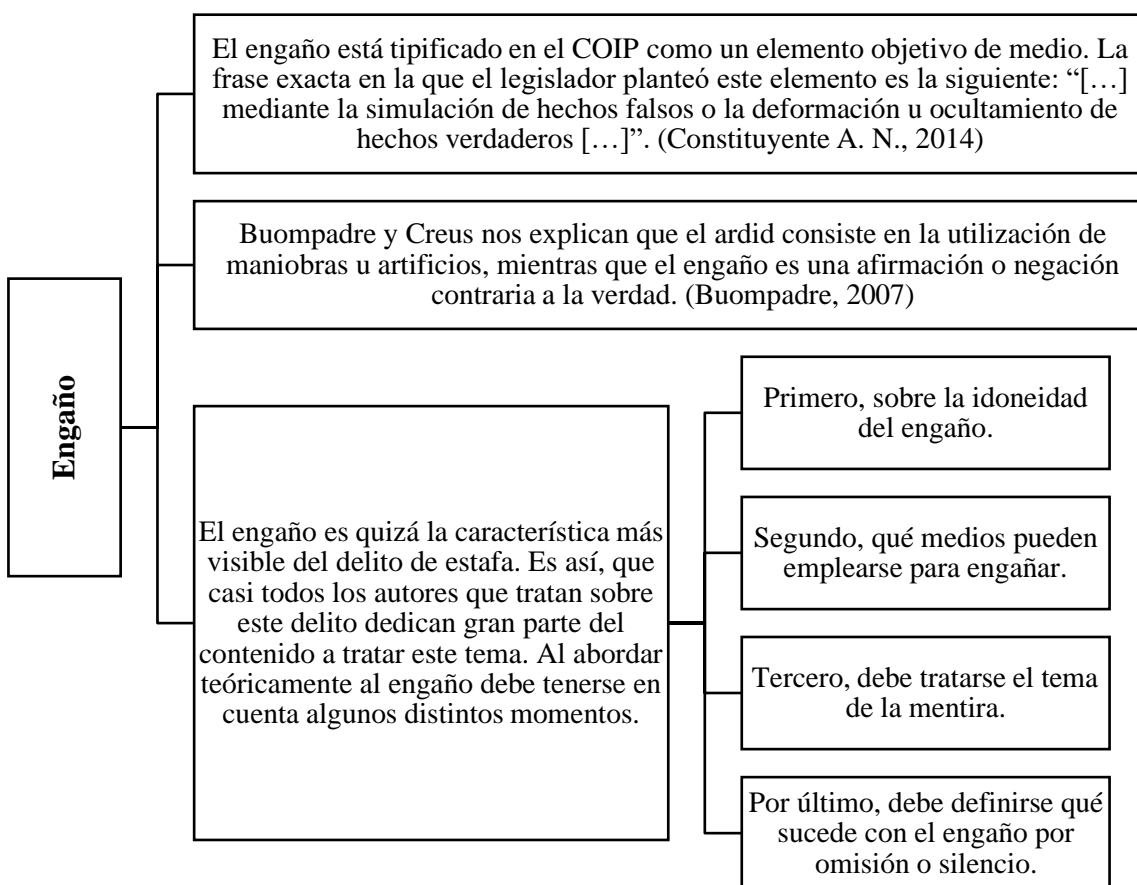 Engaño
El engaño está tipificado en el COIP como un elemento objetivo de medio. La
frase exacta en la que el legislador planteó este elemento es la siguiente: “[…]
mediante la simulación de hechos falsos o la deformación u ocultamiento de
hechos verdaderos […]”. (Constituyente A. N., 2014)
Buompadre y Creus nos explican que el ardid consiste en la utilización de
maniobras u artificios, mientras que el engaño es una afirmación o negación
contraria a la verdad. (Buompadre, 2007)
El engaño es quizá la característica más
visible del delito de estafa. Es así, que
casi todos los autores que tratan sobre
este delito dedican gran parte del
contenido a tratar este tema. Al abordar
teóricamente al engaño debe tenerse en
cuenta algunos distintos momentos.
Primero, sobre la idoneidad
del engaño.
Segundo, qué medios pueden
emplearse para engañar.
Tercero, debe tratarse el tema
de la mentira.
Por último, debe definirse qué
sucede con el engaño por
omisión o silencio.